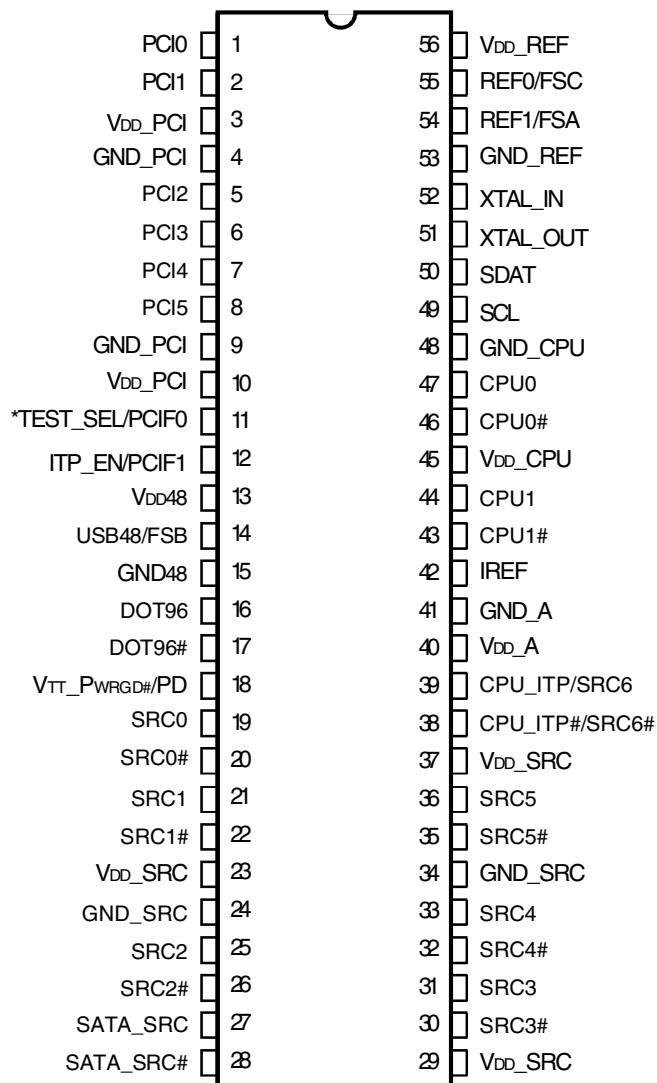 PCI0 1 56 VDD_REF
PCI1 2 55 REF0/FSC
VDD_PCI 3 54 REF1/FSA
GND_PCI 4 53 GND_REF
PCI2 5 52 XTAL_IN
PCI3 6 51 XTAL_OUT
PCI4 7 50 SDAT
PCI5 8 49 SCL
GND_PCI 9 48 GND_CPU
VDD_PCI 10 47 CPU0
*TEST_SEL/PCIF0 11 46 CPU0#
ITP_EN/PCIF1 12 45 VDD_CPU
VDD48 13 44 CPU1
USB48/FSB 14 43 CPU1#
GND48 15 42 IREF
DOT96 16 41 GND_A
DOT96# 17 40 VDD_A
VTT_PWRGD#/PD 18 39 CPU_ITP/SRC6
SRC0 19 38 CPU_ITP#/SRC6#
SRC0# 20 37 VDD_SRC
SRC1 21 36 SRC5
SRC1# 22 35 SRC5#
VDD_SRC 23 34 GND_SRC
GND_SRC 24 33 SRC4
SRC2 25 32 SRC4#
SRC2# 26 31 SRC3
SATA_SRC 27 30 SRC3#
SATA_SRC# 28 29 VDD_SRC